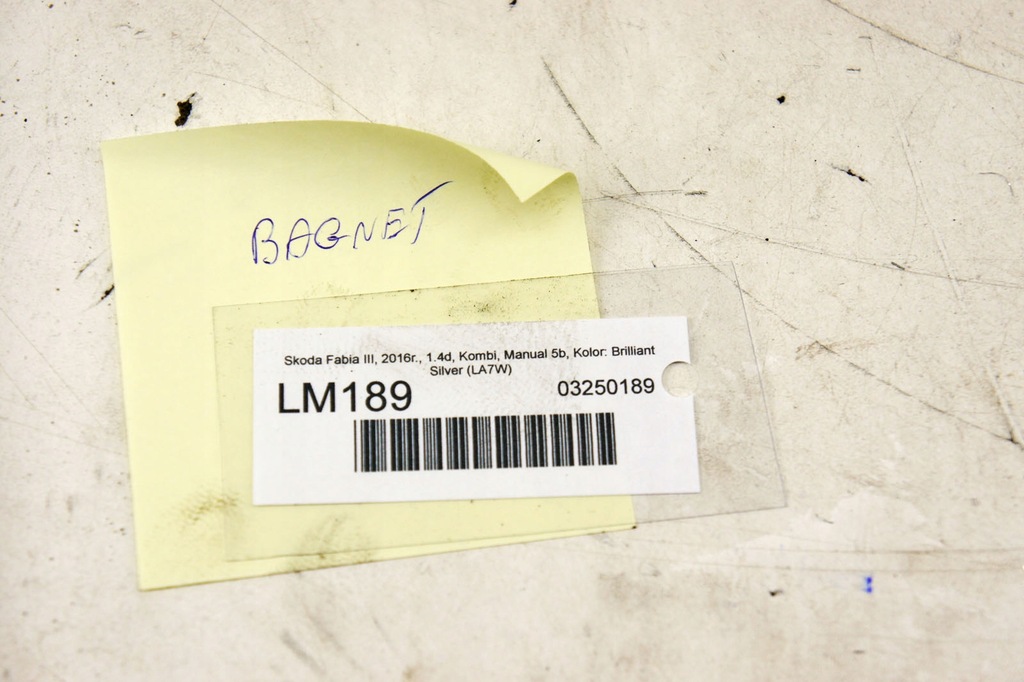 BAGNET
Skoda Fabia III, 2016r., 1.4d, Kombi, Manual 5b, Kolor: Brilliant
Silver (LA7W)
LM189 03250189